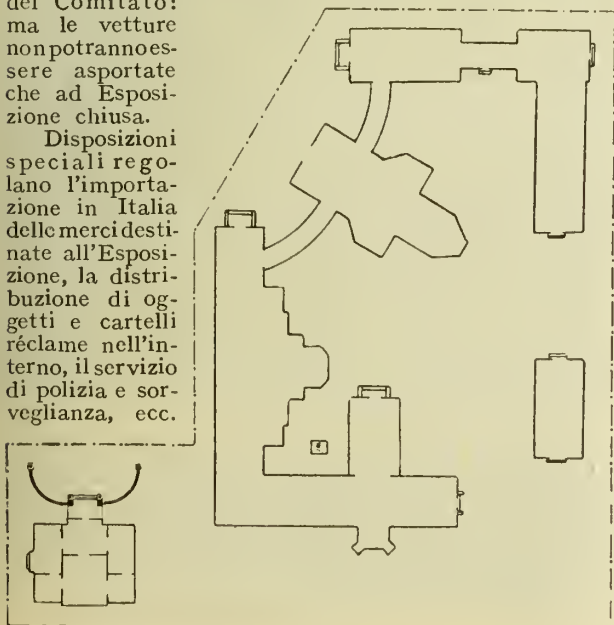 del Comitato:
ma le vetture
non potranno es-
sere asportate
che ad Esposi-
zione chiusa.
Disposizioni
speciali rego-
lano l'importa-
zione in Italia
delle merci desti-
nate all'Esposi-
zione, la distri-
buzione di og-
getti e cartelli
réclame nell'in-
terno, il servizio
di polizia e sor-
veglianza, ecc.